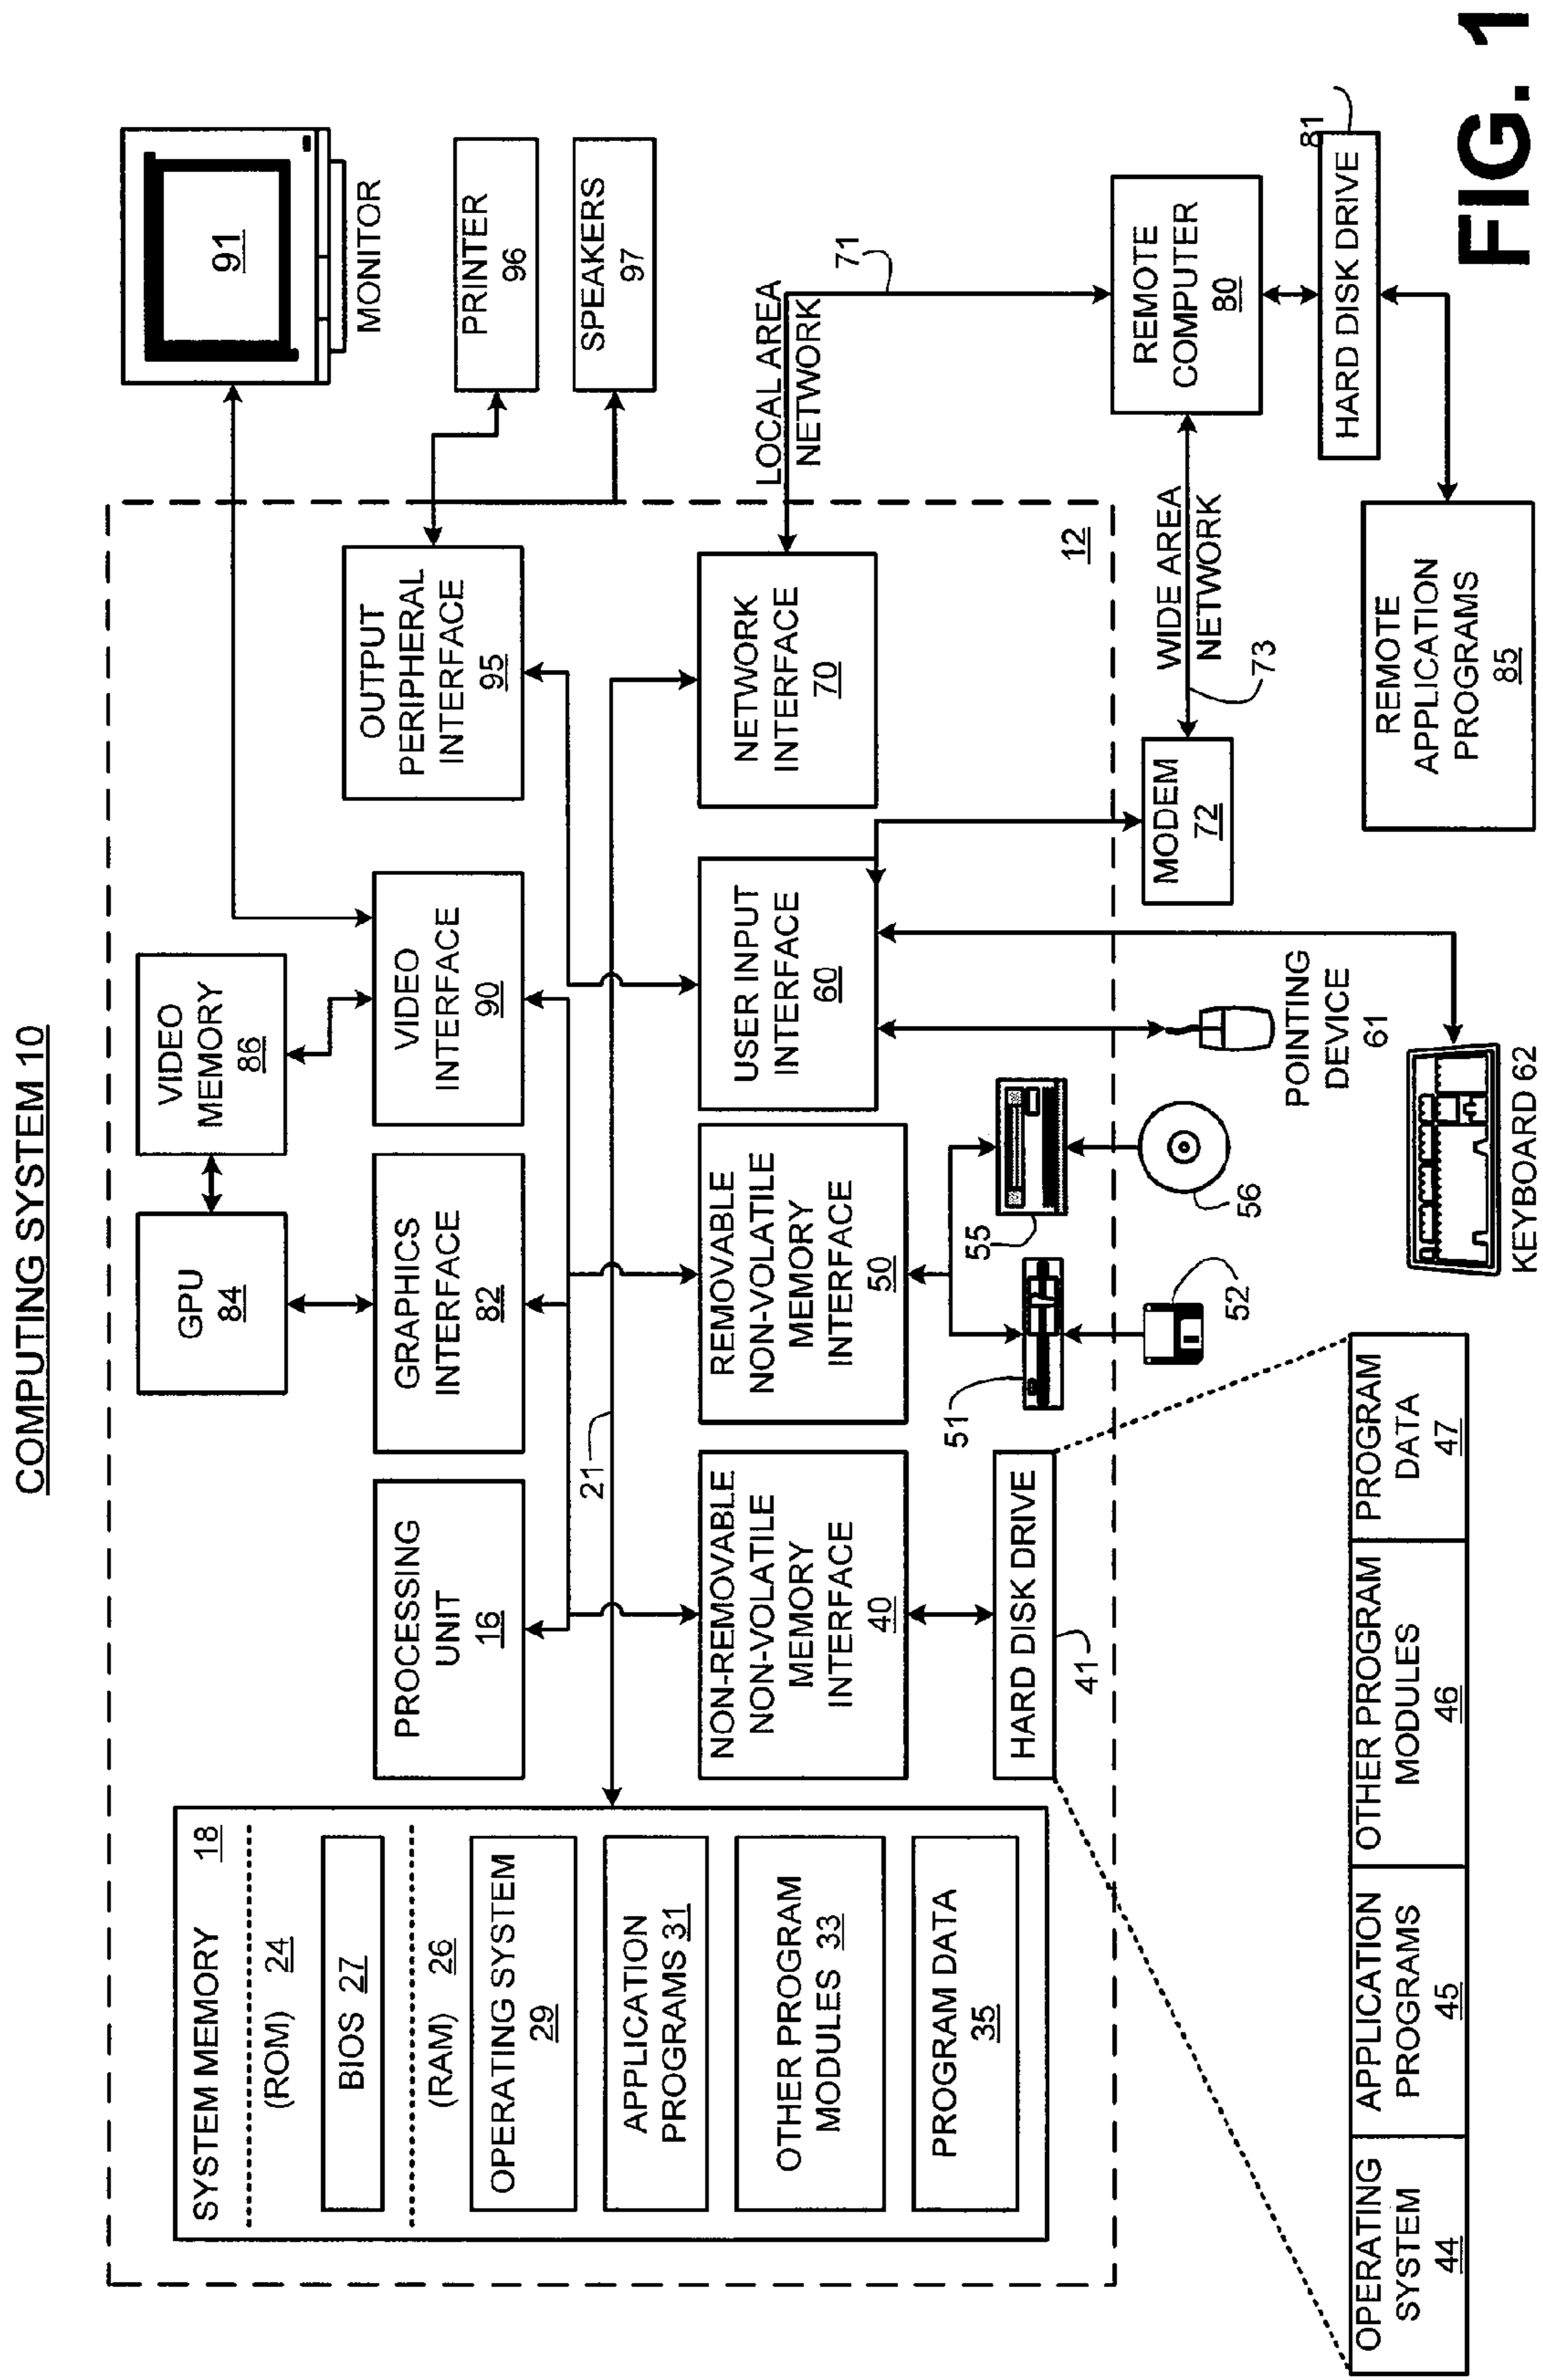 COMPUTING SYSTEM 10
SYSTEM MEMORY 18
(ROM) 24
BIOS 27
(RAM) 26
OPERATING SYSTEM
29
APPLICATION
PROGRAMS 31
OTHER PROGRAM
MODULES 33
PROGRAM DATA
35
PROCESSING
UNIT
16
GPU
84
GRAPHICS
INTERFACE
82
VIDEO
MEMORY
86
VIDEO
INTERFACE
90
OUTPUT
PERIPHERAL
INTERFACE
95
91
MONITOR
PRINTER
96
SPEAKERS
97
21
NON-REMOVABLE
NON-VOLATILE
MEMORY
INTERFACE
40
REMOVABLE
NON-VOLATILE
MEMORY
INTERFACE
50
USER INPUT
INTERFACE
60
NETWORK
INTERFACE
70
LOCAL AREA
NETWORK
71
12
HARD DISK DRIVE
41
51
55
52
56
POINTING
DEVICE
61
KEYBOARD 62
MODEM
72
WIDE AREA
NETWORK
73
REMOTE
COMPUTER
80
81
HARD DISK DRIVE
REMOTE
APPLICATION
PROGRAMS
85
OPERATING
SYSTEM
44
APPLICATION
PROGRAMS
45
OTHER PROGRAM
MODULES
46
PROGRAM
DATA
47
FIG. 1